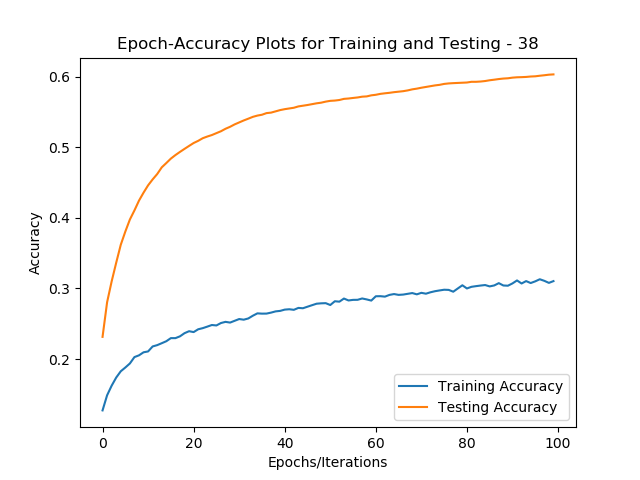 Epoch-Accuracy Plots for Training and Testing - 38
0.6
0.5
0.4
0.3
0.2
Accuracy
0 20 40 60 80 100
Epochs/Iterations
Training Accuracy
Testing Accuracy